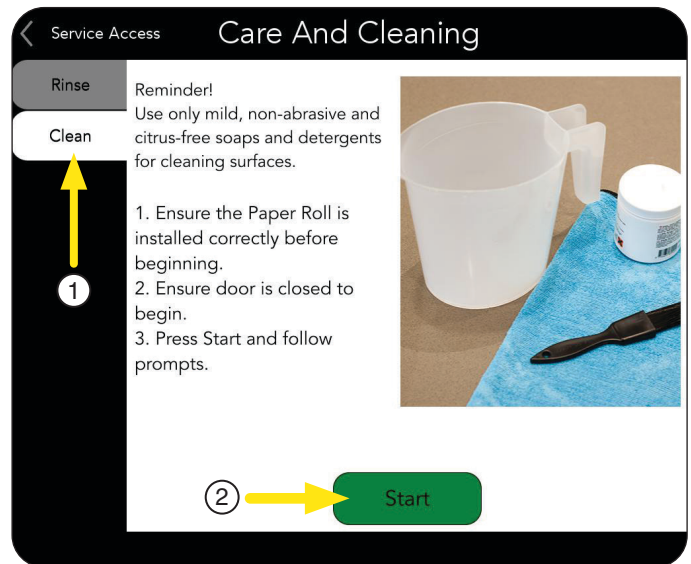 Service Access
Care And Cleaning
Rinse
Clean
1
Reminder!
Use only mild, non-abrasive and
citrus-free soaps and detergents
for cleaning surfaces.
1. Ensure the Paper Roll is
installed correctly before
beginning.
2. Ensure door is closed to
begin.
3. Press Start and follow
prompts.
2
Start